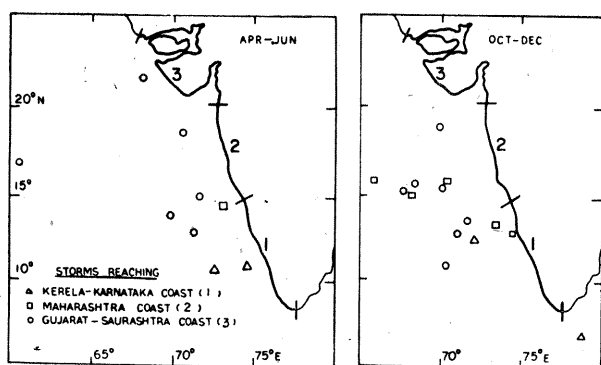 APR-JUN
3
20°N
2
15°
1
10°
STORMS REACHING
KERELA-KARNATAKA COAST (1)
MAHARASHTRA COAST (2)
GUJARAT-SAURASHTRA COAST (3)
65°
70°
75°E
OCT-DEC
3
2
1
70°
75°E